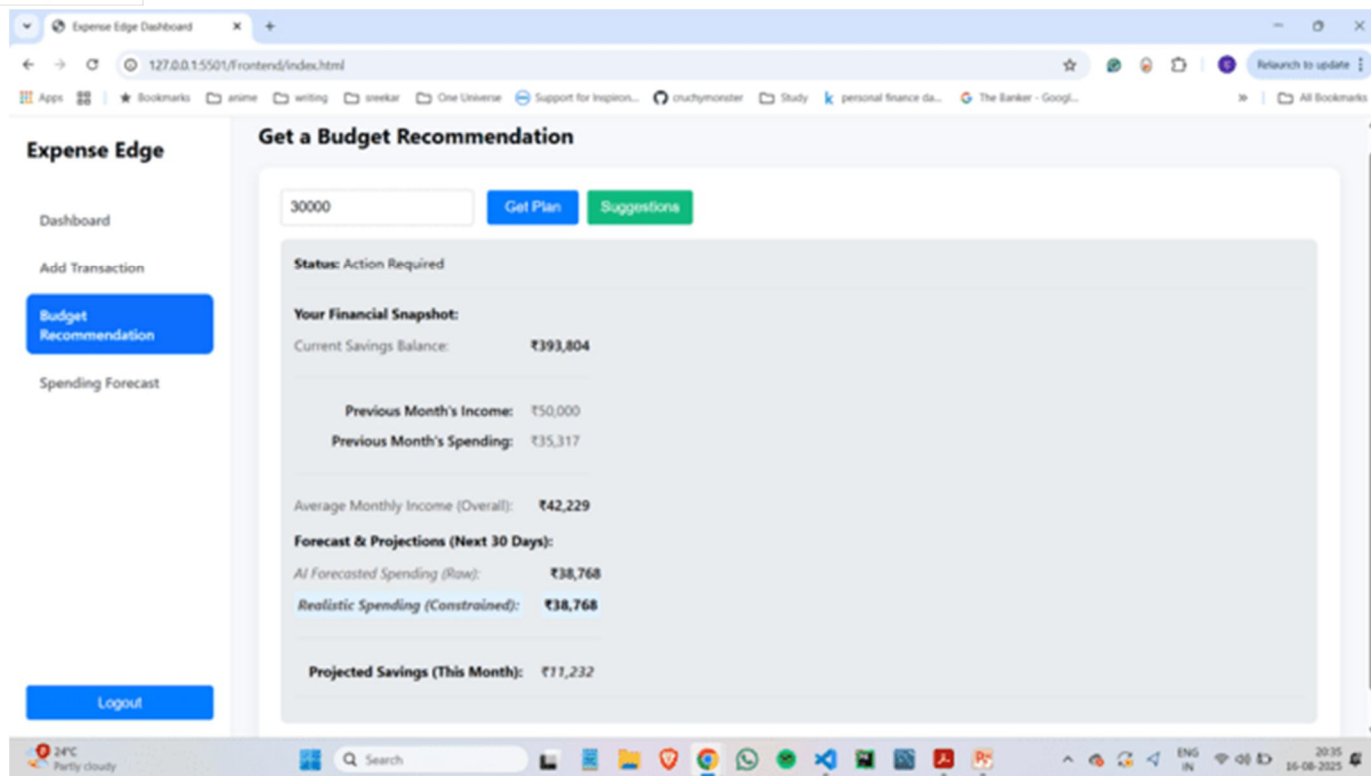 Expense Edge Dashboard
127.0.0.1:5501/Frontend/index.html
Relaunch to update
Apps
Bookmarks
anime
writing
sreekar
One Universe
Support for Inspiron...
cruchymonster
Study
personal finance da...
The Banker - Googl...
All Bookmarks
Expense Edge
Dashboard
Add Transaction
Budget
Recommendation
Spending Forecast
Logout
Get a Budget Recommendation
30000 Get Plan Suggestions
Status: Action Required
Your Financial Snapshot:
Current Savings Balance: ₹393,804
Previous Month's Income: ₹50,000
Previous Month's Spending: ₹35,317
Average Monthly Income (Overall): ₹42,229
Forecast & Projections (Next 30 Days):
AI Forecasted Spending (Raw): ₹38,768
Realistic Spending (Constrained): ₹38,768
Projected Savings (This Month): ₹11,232
24°C
Partly cloudy
Search
ENG
IN
20:35
16-08-2025